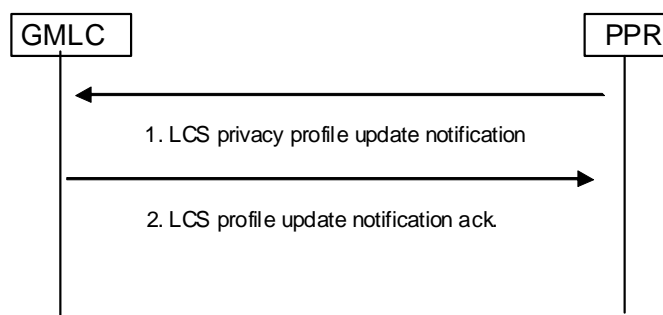 GMLC
PPR
1. LCS privacy profile update notification
2. LCS profile update notification ack.